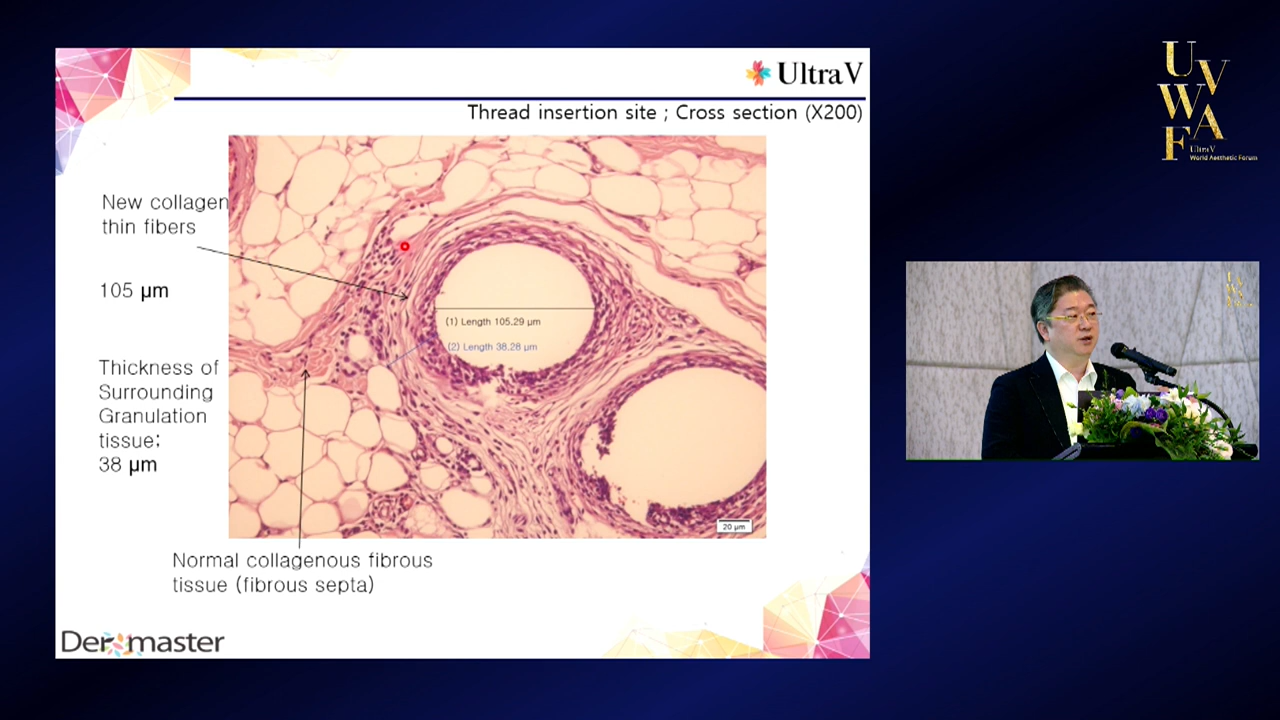 UltraV
Thread insertion site ; Cross section (X200)
New collagen
thin fibers
105 µm
Thickness of
Surrounding
Granulation
tissue;
38 µm
(1) Length 105.29 µm
(2) Length 38.28 µm
20 µm
Normal collagenous fibrous
tissue (fibrous septa)
Dermaster
U
V
W
A
F
UltraV
World Aesthetic Forum